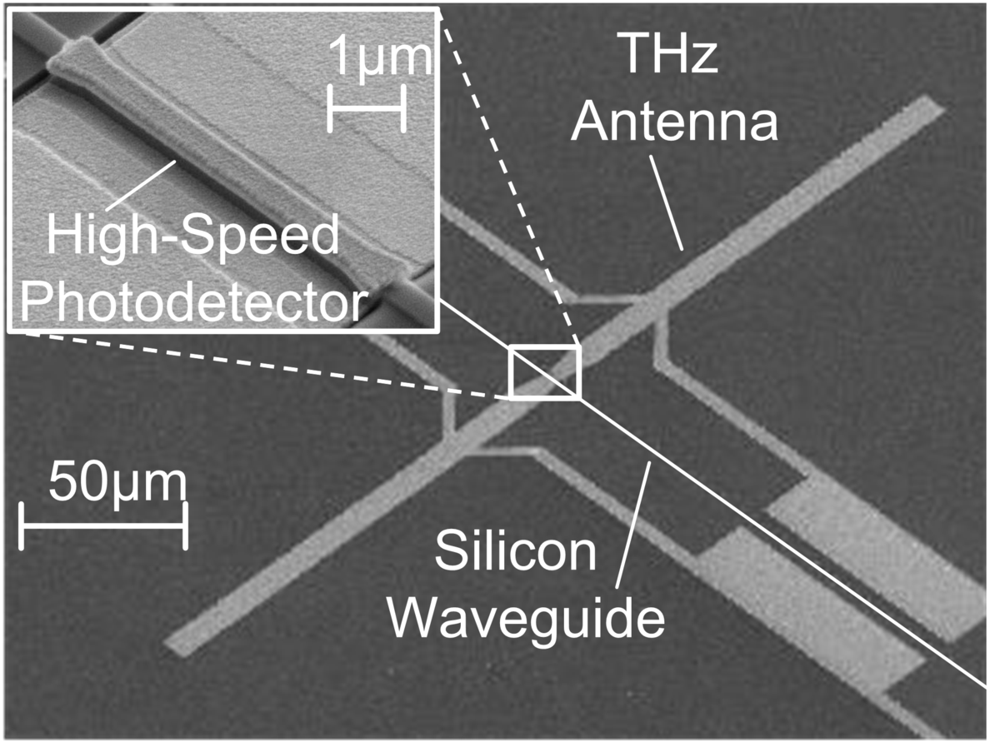 1μm
High-Speed
Photodetector
THz
Antenna
50μm
Silicon
Waveguide